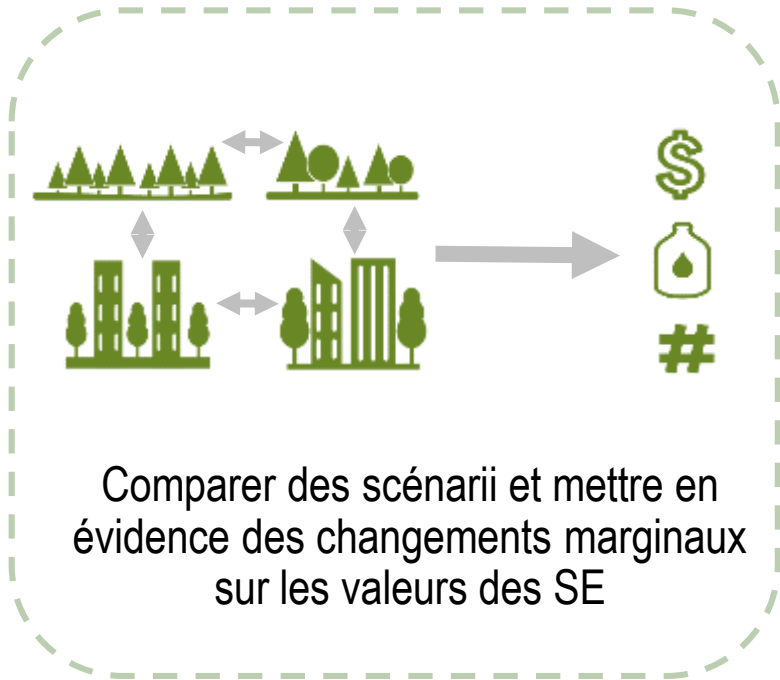 $
#
Comparer des scénarii et mettre en
évidence des changements marginaux
sur les valeurs des SE